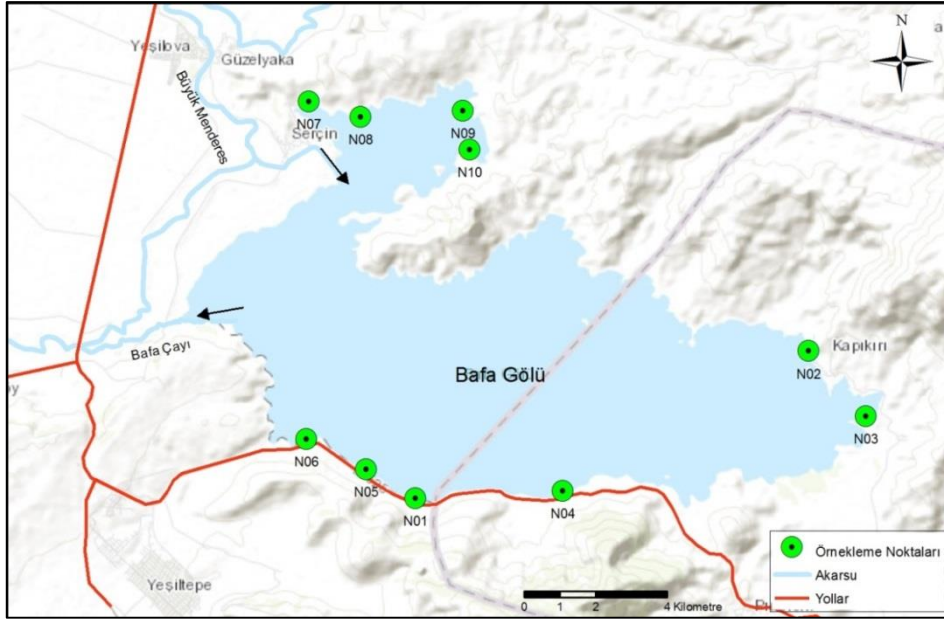 N
Yeşilova
Güzelyaka
Büyük Menderes
N07
N08
N09
Serçin
N10
Bafa Çayı
Bafa Gölü
Kapıkırı
N02
N03
N06
N05
N01
N04
Yeşiltepe
Örnekleme Noktaları
Akarsu
Yollar
0 1 2 4 Kilometre